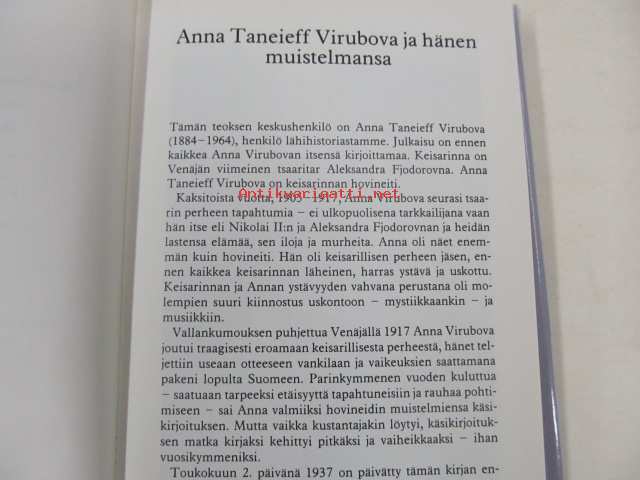 Anna Taneieff Virubova ja hänen
muistelmansa
Tämän teoksen keskushenkilö on Anna Taneieff Virubova
(1884–1964), henkilö lähihistoriastamme. Julkaisu on ennen
kaikkea Anna Virubovan itsensä kirjoittamaa. Keisarinna on
Venäjän viimeinen tsaaritar Aleksandra Fjodorovna. Anna
Taneieff Virubova on keisarinnan hovineiti.
Antikvariaatti.net
Kaksitoista vuotta, 1905–1917, Anna Virubova seurasi tsaa-
rin perheen tapahtumia – ei ulkopuolisena tarkkailijana vaan
hän itse eli Nikolai II:n ja Aleksandra Fjodorovnan ja heidän
lastensa elämää, sen iloja ja murheita. Anna oli näet enem-
män kuin hovineiti. Hän oli keisarillisen perheen jäsen, en-
nen kaikkea keisarinnan läheinen, harras ystävä ja uskottu.
Keisarinnan ja Annan ystävyyden vahvana perustana oli mo-
lempien suuri kiinnostus uskontoon – mystiikkaankin – ja
musiikkiin.
Vallankumouksen puhjettua Venäjällä 1917 Anna Virubova
joutui traagisesti eroamaan keisarillisesta perheestä, hänet tel-
jettiin useaan otteeseen vankilaan ja vaikeuksien saattamana
pakeni lopulta Suomeen. Parinkymmenen vuoden kuluttua
– saatuaan tarpeeksi etäisyyttä tapahtuneisiin ja rauhaa pohti-
miseen – sai Anna valmiiksi hovineidin muistelmiensa käsi-
kirjoituksen. Mutta vaikka kustantajakin löytyi, käsikirjoituk-
sen matka kirjaksi kehittyi pitkäksi ja vaiheikkaaksi – ihan
vuosikymmeniksi.
Toukokuun 2. päivänä 1937 on päivätty tämän kirjan en-